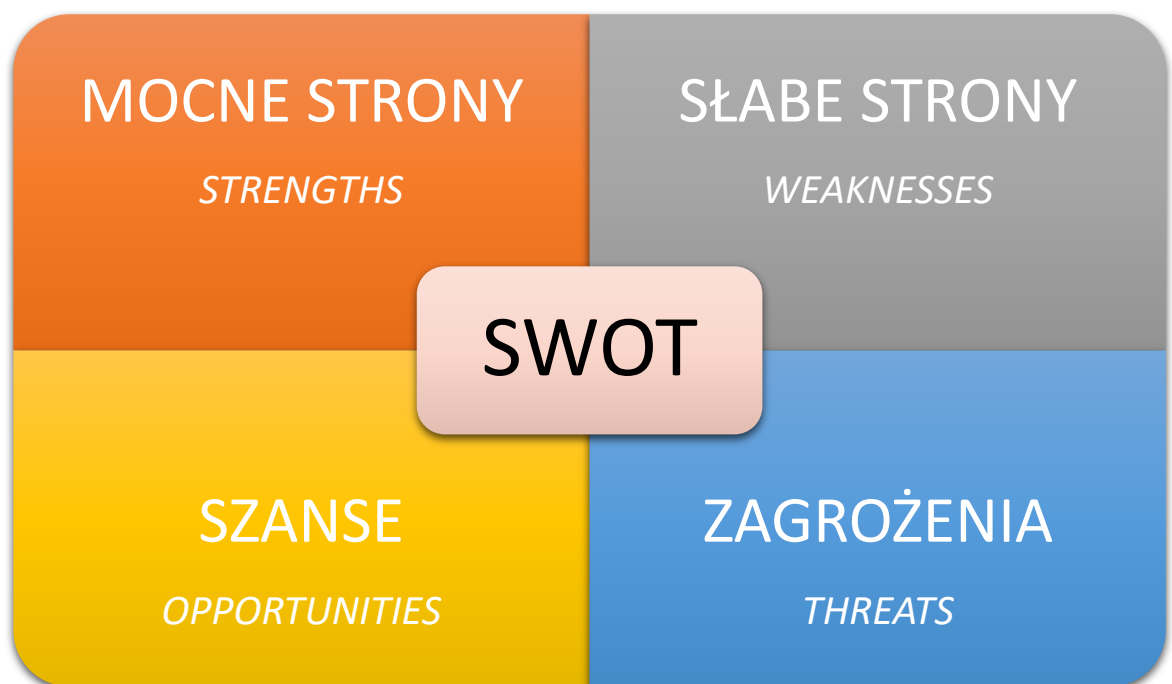 MOCNE STRONY
STRENGTHS
SŁABE STRONY
WEAKNESSES
SWOT
SZANSE
OPPORTUNITIES
ZAGROŻENIA
THREATS